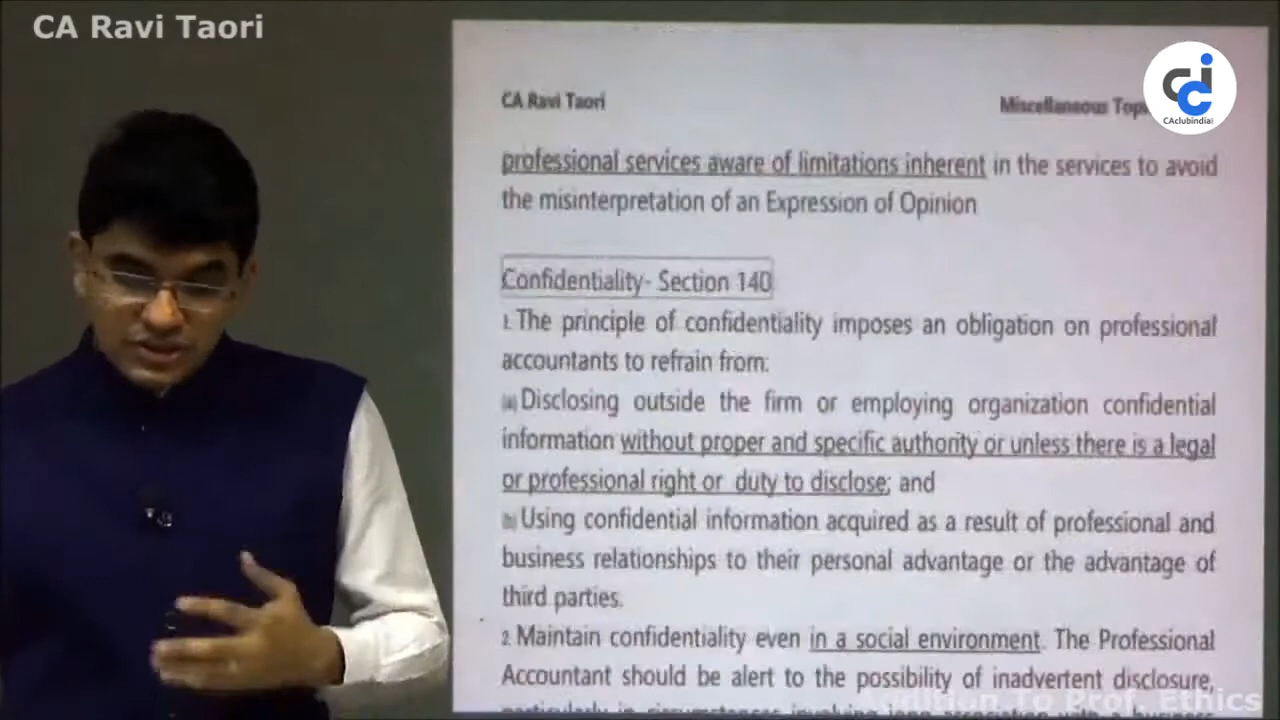 CA Ravi Taori
CA Ravi Taori
Miscellaneous
CAclubindia
professional services aware of limitations inherent in the services to avoid
the misinterpretation of an Expression of Opinion
Confidentiality- Section 140
1. The principle of confidentiality imposes an obligation on professional
accountants to refrain from:
(a) Disclosing outside the firm or employing organization confidential
information without proper and specific authority or unless there is a legal
or professional right or duty to disclose; and
(b) Using confidential information acquired as a result of professional and
business relationships to their personal advantage or the advantage of
third parties.
2. Maintain confidentiality even in a social environment. The Professional
Accountant should be alert to the possibility of inadvertent disclosure,
Addition To Prof. Ethics